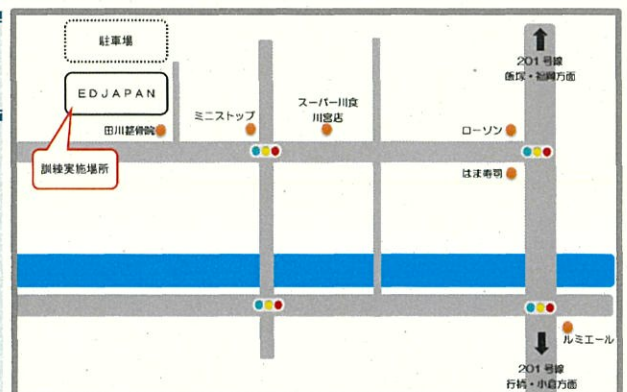 駐車場
EDJAPAN
田川整骨院
訓練実施場所
ミニストップ
スーパー川食
川宮店
201号線
飯塚・福岡方面
ローソン
はま寿司
ルミエール
201号線
行橋・小倉方面